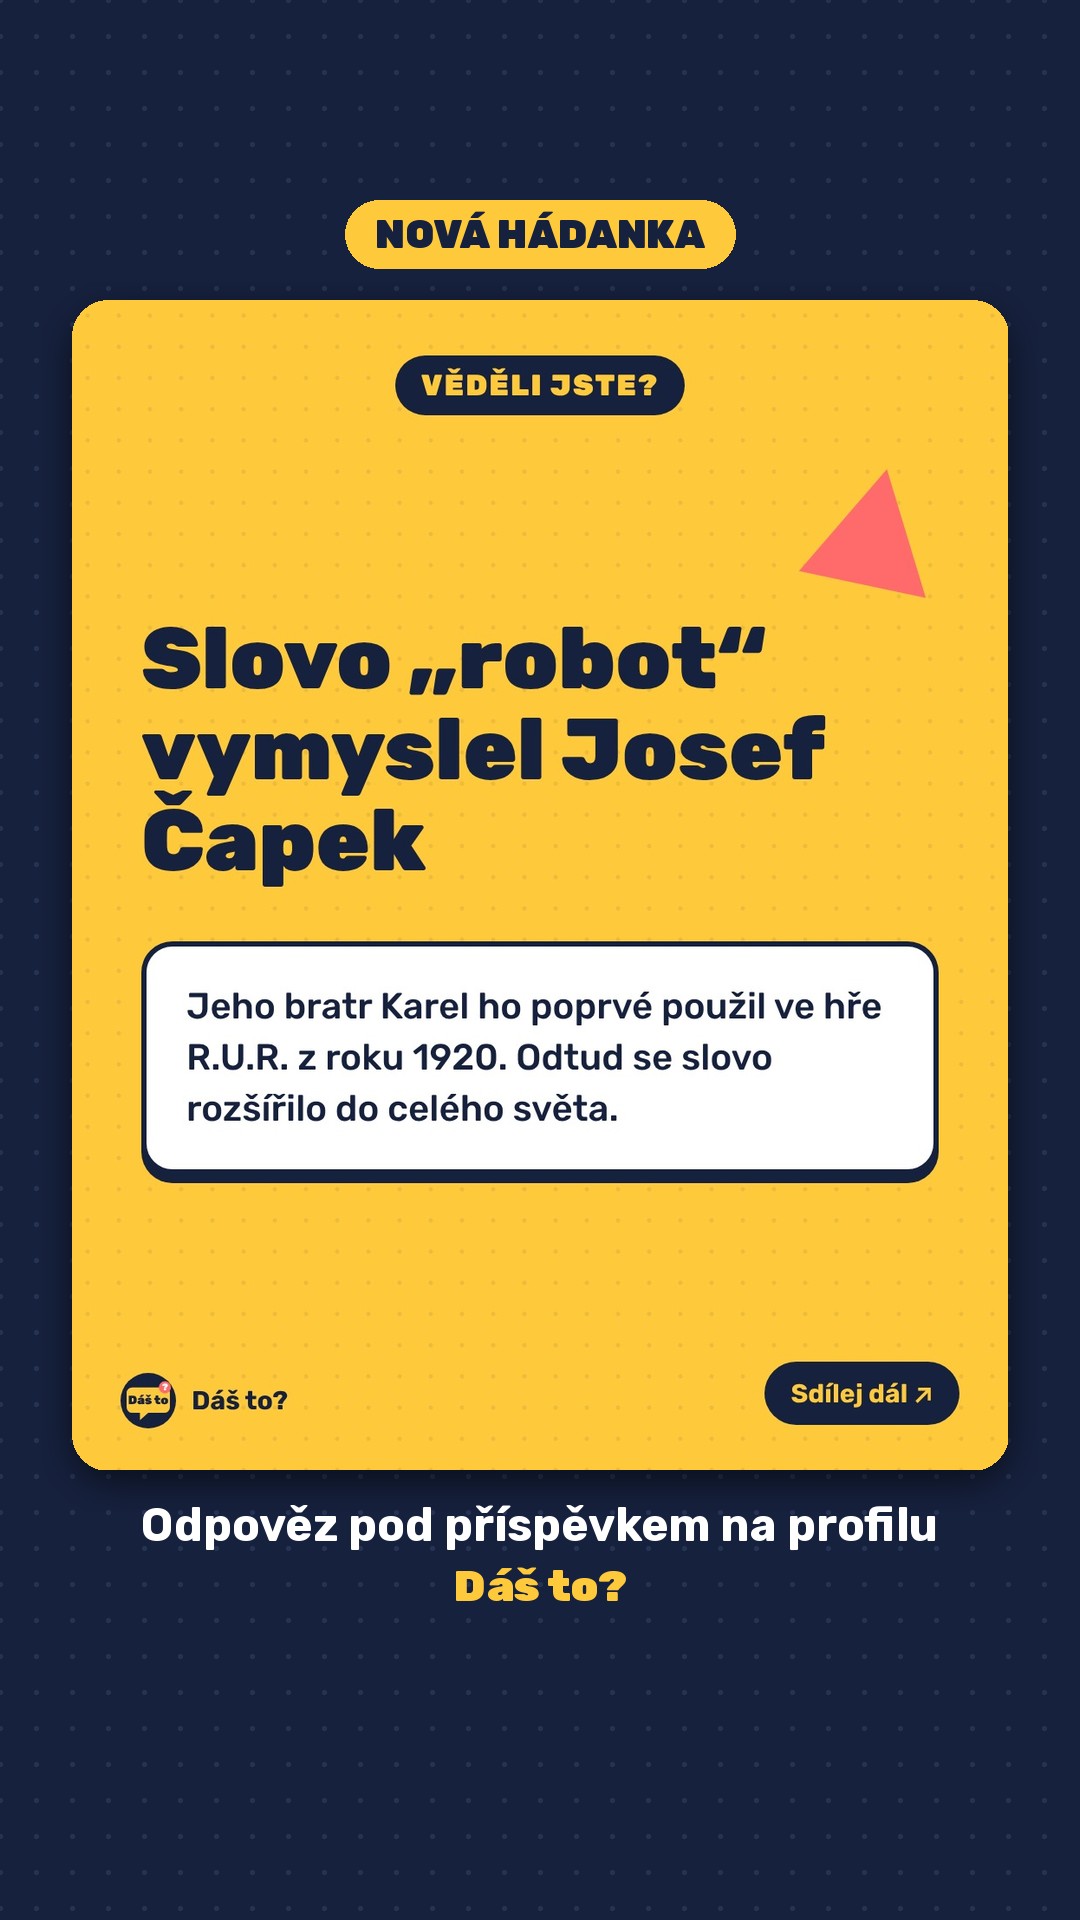 NOVÁ HÁDANKA
VĚDĚLI JSTE?
Slovo „robot“
vymyslel Josef
Čapek
Jeho bratr Karel ho poprvé použil ve hře
R.U.R. z roku 1920. Odtud se slovo
rozšířilo do celého světa.
Dáš to
?
Dáš to?
Sdílej dál ↗
Odpověz pod příspěvkem na profilu
Dáš to?